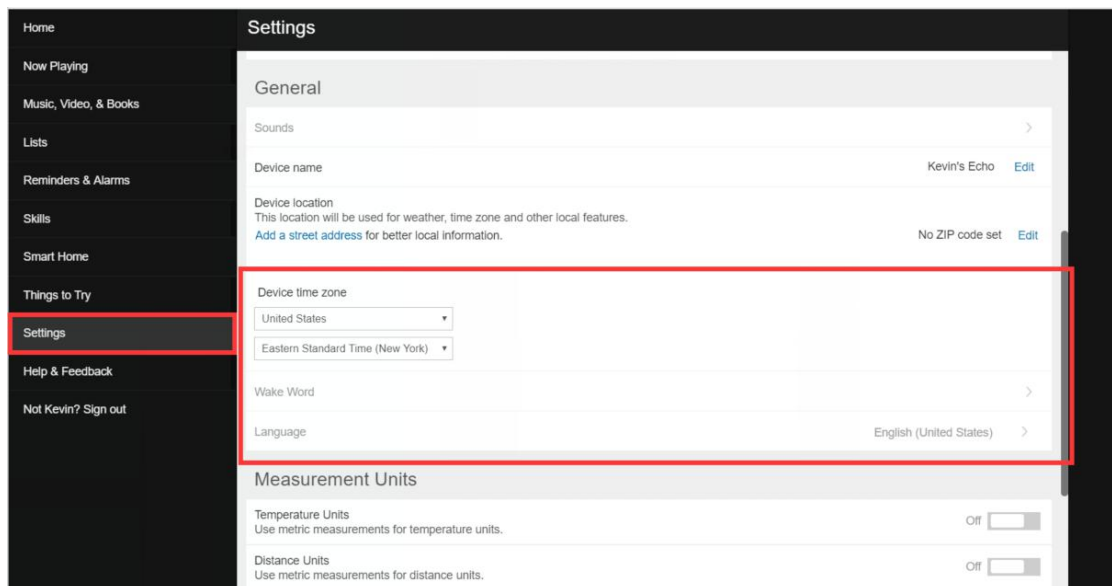 Home
Now Playing
Music, Video, & Books
Lists
Reminders & Alarms
Skills
Smart Home
Things to Try
Settings
Help & Feedback
Not Kevin? Sign out
Settings
General
Sounds
Device name
Kevin's Echo Edit
Device location
This location will be used for weather, time zone and other local features.
Add a street address for better local information.
No ZIP code set Edit
Device time zone
United States
Eastern Standard Time (New York)
Wake Word
Language
English (United States)
Measurement Units
Temperature Units
Use metric measurements for temperature units.
Off
Distance Units
Use metric measurements for distance units.
Off